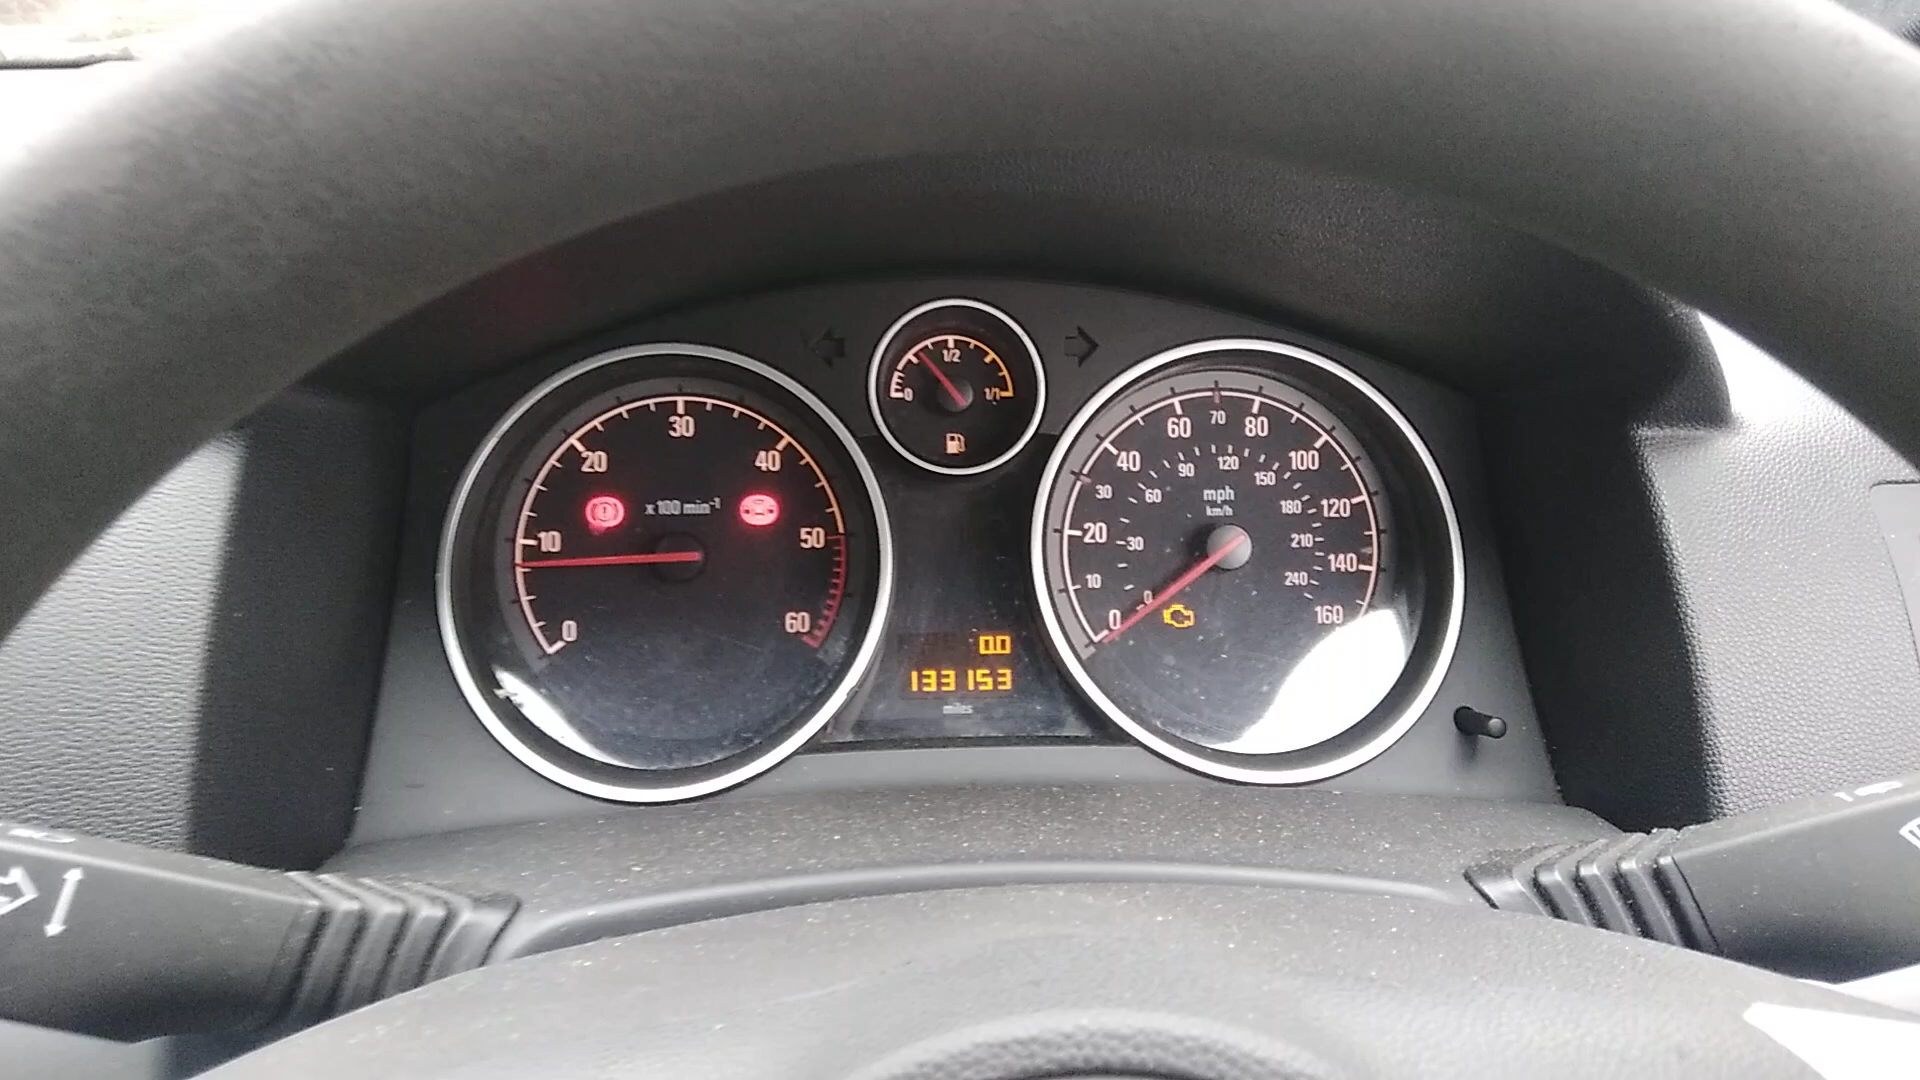 1/2
0 1/1
30
20 40
x 100 min⁻¹
10 50
0 60
70
60 80
40 100
90 120 150
30 60 180 120
mph
km/h
20 30 210 140
10 240
0 0 160
0.0
133153
miles